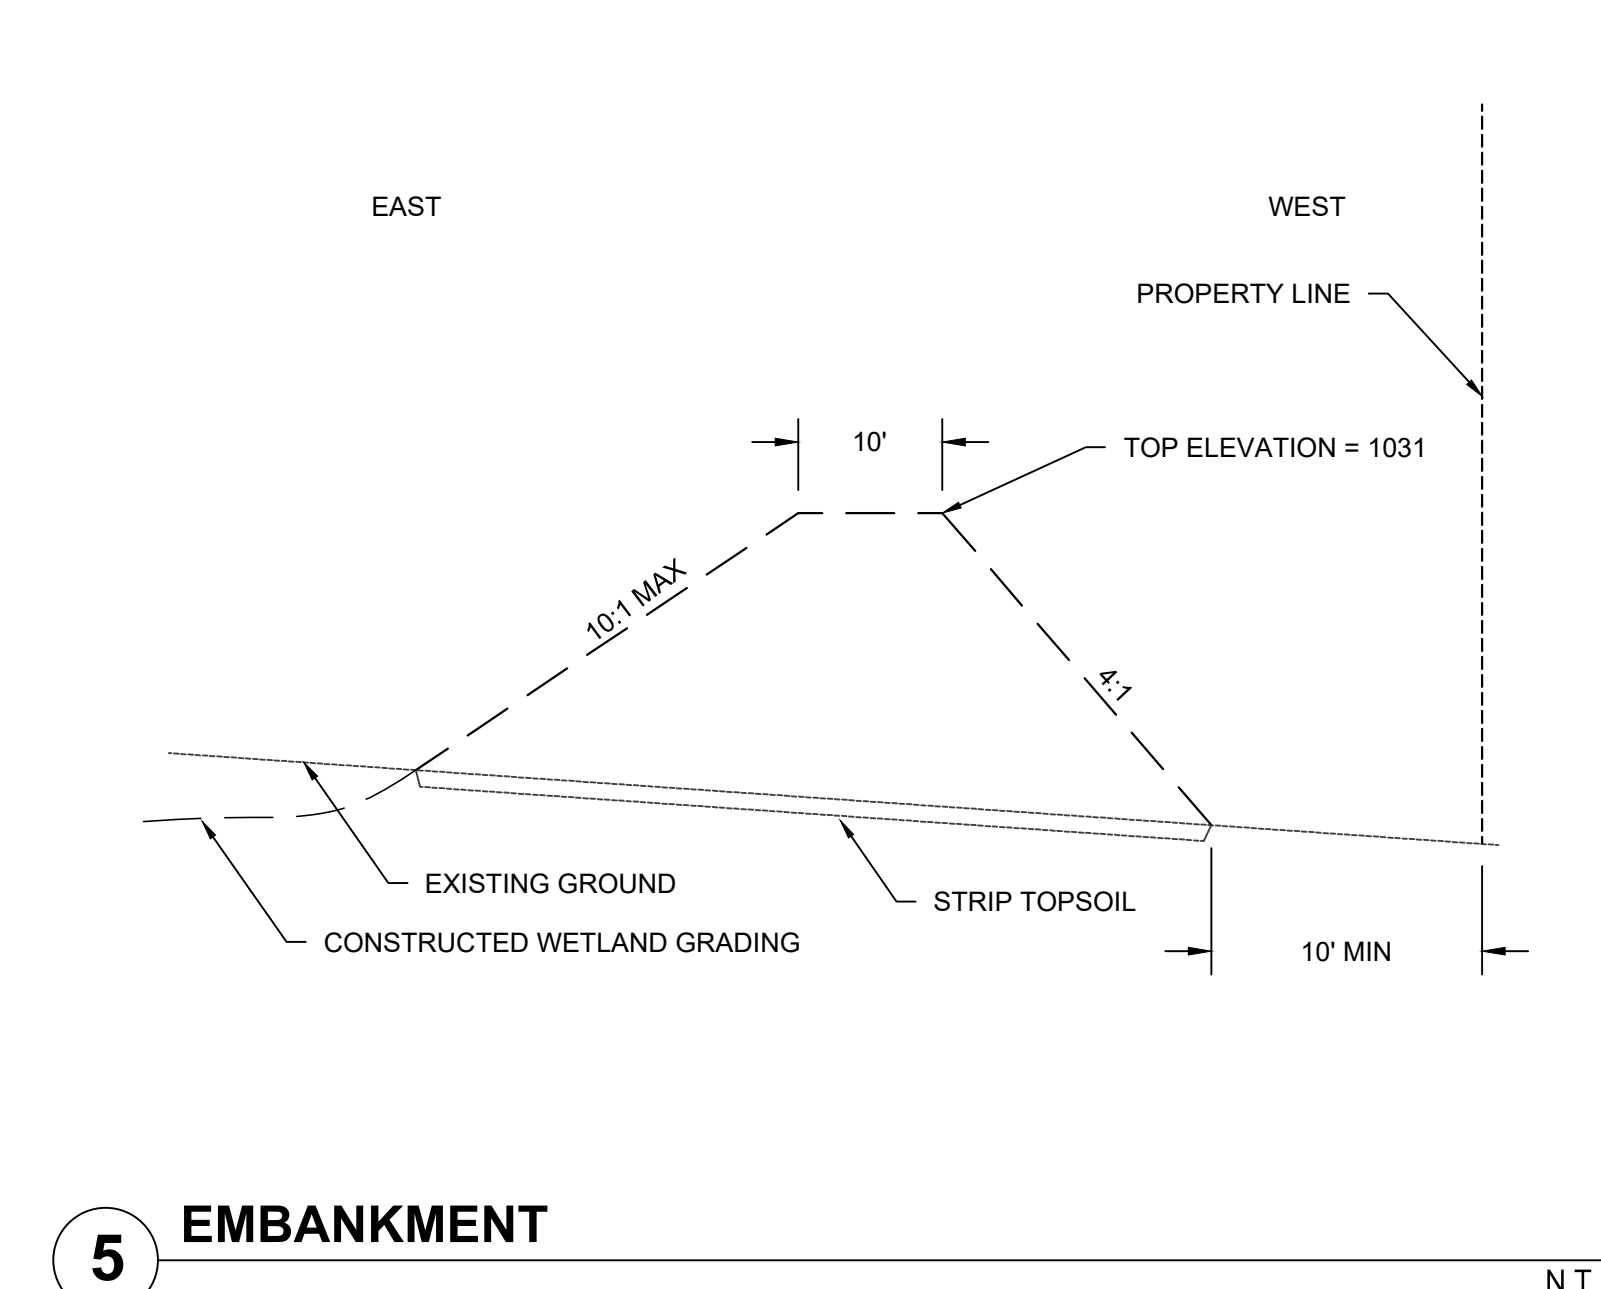 EAST
WEST
PROPERTY LINE
10'
TOP ELEVATION = 1031
10:1 MAX
4:1
EXISTING GROUND
STRIP TOPSOIL
CONSTRUCTED WETLAND GRADING
10' MIN
EMBANKMENT
5
N T